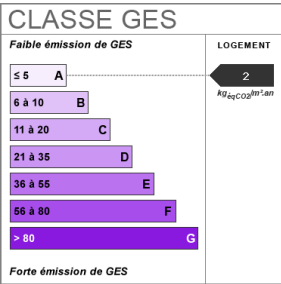 CLASSE GES
Faible émission de GES
LOGEMENT
≤ 5 A
2
kgéqCO2/m².an
6 à 10 B
11 à 20 C
21 à 35 D
36 à 55 E
56 à 80 F
> 80 G
Forte émission de GES